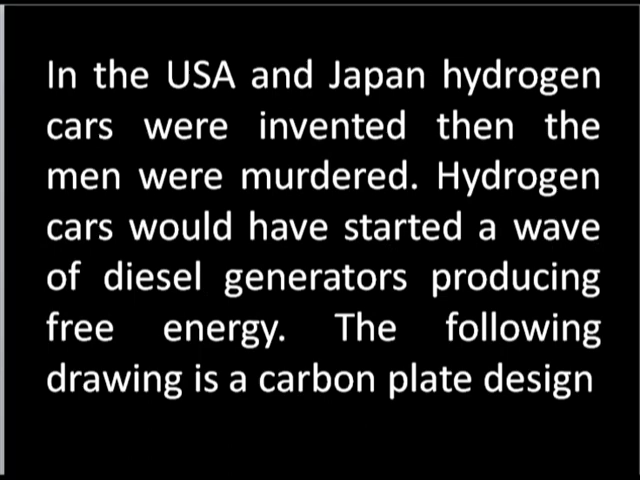 In the USA and Japan hydrogen
cars were invented then the
men were murdered. Hydrogen
cars would have started a wave
of diesel generators producing
free energy. The following
drawing is a carbon plate design